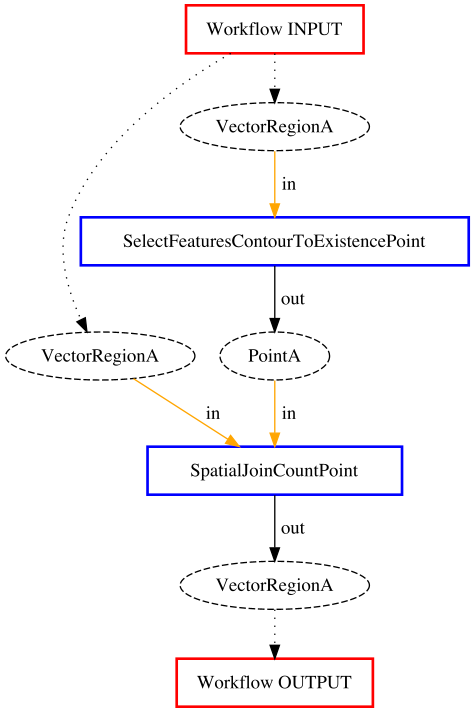 Workflow INPUT
VectorRegionA
in
SelectFeaturesContourToExistencePoint
out
VectorRegionA
PointA
in
in
SpatialJoinCountPoint
out
VectorRegionA
Workflow OUTPUT